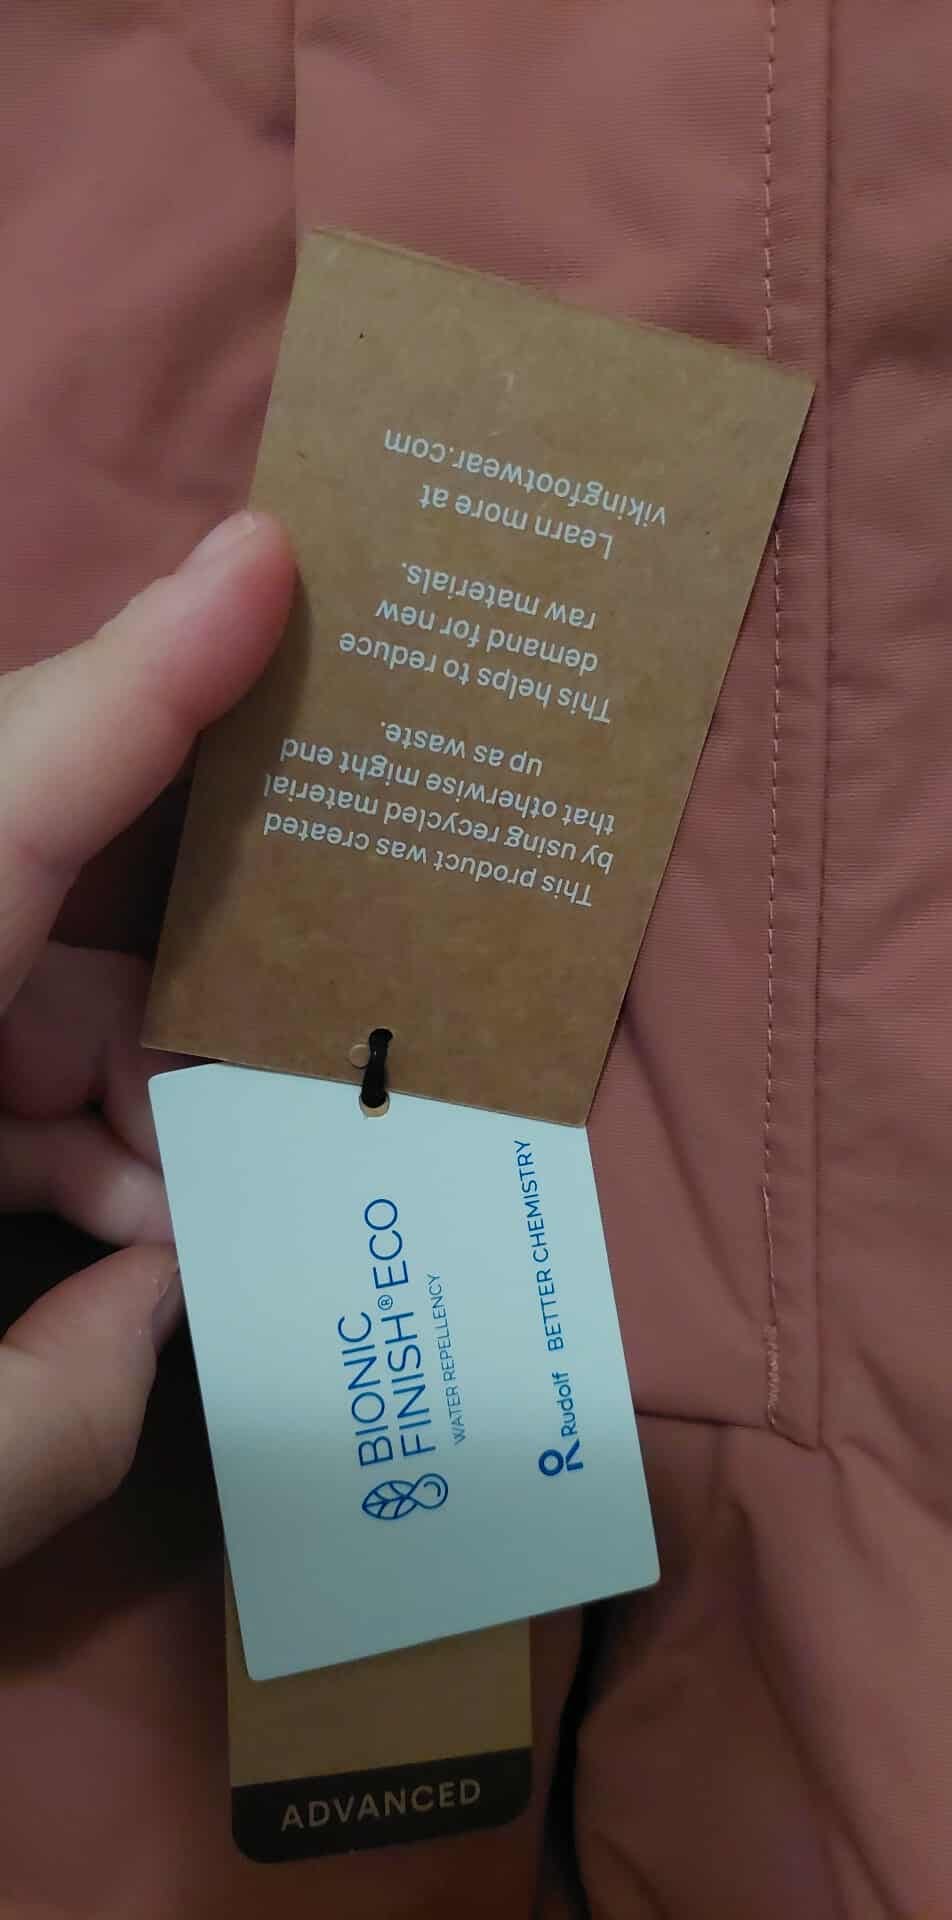 This product was created
by using recycled material
that otherwise might end
up as waste.
This helps to reduce
demand for new
raw materials.
Learn more at
vikingfootwear.com
BIONIC
FINISH® ECO
WATER REPELLENCY
Rudolf BETTER CHEMISTRY
ADVANCED